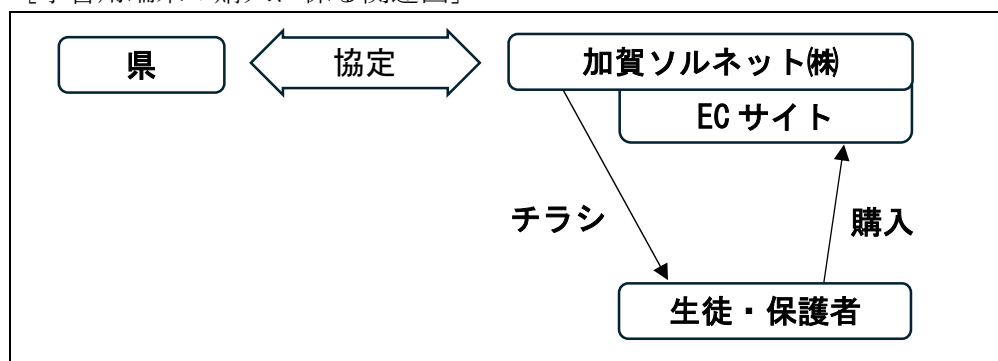 県
協定
加賀ソルネット㈱
ECサイト
チラシ
購入
生徒・保護者